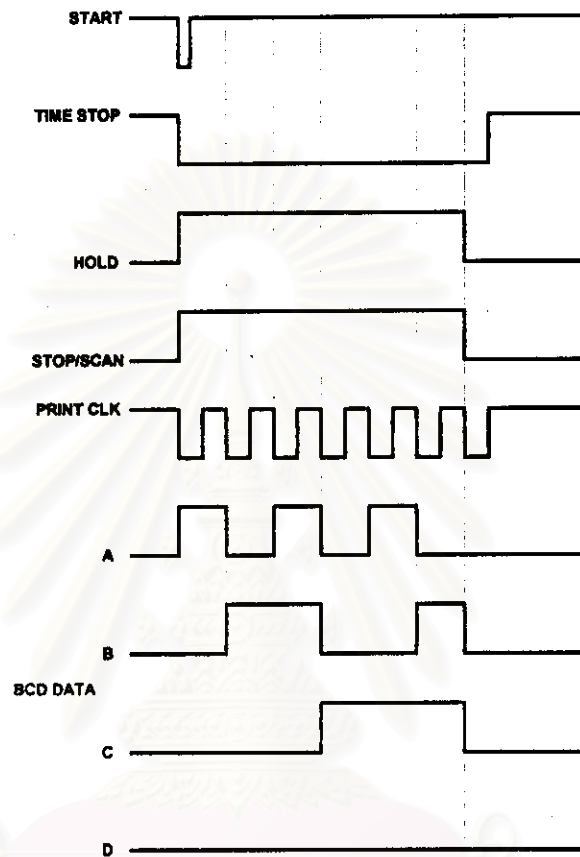 START
TIME STOP
HOLD
STOP/SCAN
PRINT CLK
A
B
BCD DATA
C
D